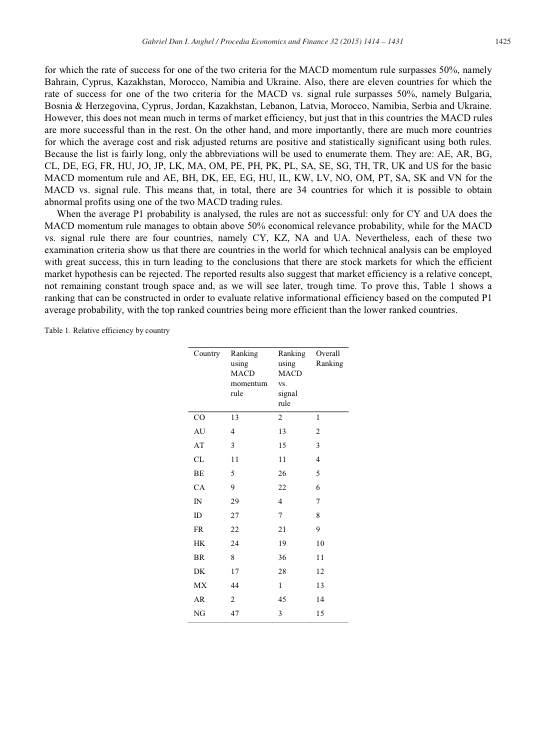 Gabriel Dan I. Anghel / Procedia Economics and Finance 32 (2015) 1414 – 1431 1425
for which the rate of success for one of the two criteria for the MACD momentum rule surpasses 50%, namely
Bahrain, Cyprus, Kazakhstan, Morocco, Namibia and Ukraine. Also, there are eleven countries for which the
rate of success for one of the two criteria for the MACD vs. signal rule surpasses 50%, namely Bulgaria,
Bosnia & Herzegovina, Cyprus, Jordan, Kazakhstan, Lebanon, Latvia, Morocco, Namibia, Serbia and Ukraine.
However, this does not mean much in terms of market efficiency, but just that in this countries the MACD rules
are more successful than in the rest. On the other hand, and more importantly, there are much more countries
for which the average cost and risk adjusted returns are positive and statistically significant using both rules.
Because the list is fairly long, only the abbreviations will be used to enumerate them. They are: AE, AR, BG,
CL, DE, EG, FR, HU, JO, JP, LK, MA, OM, PE, PH, PK, PL, SA, SE, SG, TH, TR, UK and US for the basic
MACD momentum rule and AE, BH, DK, EE, EG, HU, IL, KW, LV, NO, OM, PT, SA, SK and VN for the
MACD vs. signal rule. This means that, in total, there are 34 countries for which it is possible to obtain
abnormal profits using one of the two MACD trading rules.
When the average P1 probability is analysed, the rules are not as successful: only for CY and UA does the
MACD momentum rule manages to obtain above 50% economical relevance probability, while for the MACD
vs. signal rule there are four countries, namely CY, KZ, NA and UA. Nevertheless, each of these two
examination criteria show us that there are countries in the world for which technical analysis can be employed
with great success, this in turn leading to the conclusions that there are stock markets for which the efficient
market hypothesis can be rejected. The reported results also suggest that market efficiency is a relative concept,
not remaining constant trough space and, as we will see later, trough time. To prove this, Table 1 shows a
ranking that can be constructed in order to evaluate relative informational efficiency based on the computed P1
average probability, with the top ranked countries being more efficient than the lower ranked countries.
Table 1. Relative efficiency by country
Country Ranking Ranking Overall
using using Ranking
MACD MACD
momentum vs.
rule signal
rule
CO 13 2 1
AU 4 13 2
AT 3 15 3
CL 11 11 4
BE 5 26 5
CA 9 22 6
IN 29 4 7
ID 27 7 8
FR 22 21 9
HK 24 19 10
BR 8 36 11
DK 17 28 12
MX 44 1 13
AR 2 45 14
NG 47 3 15